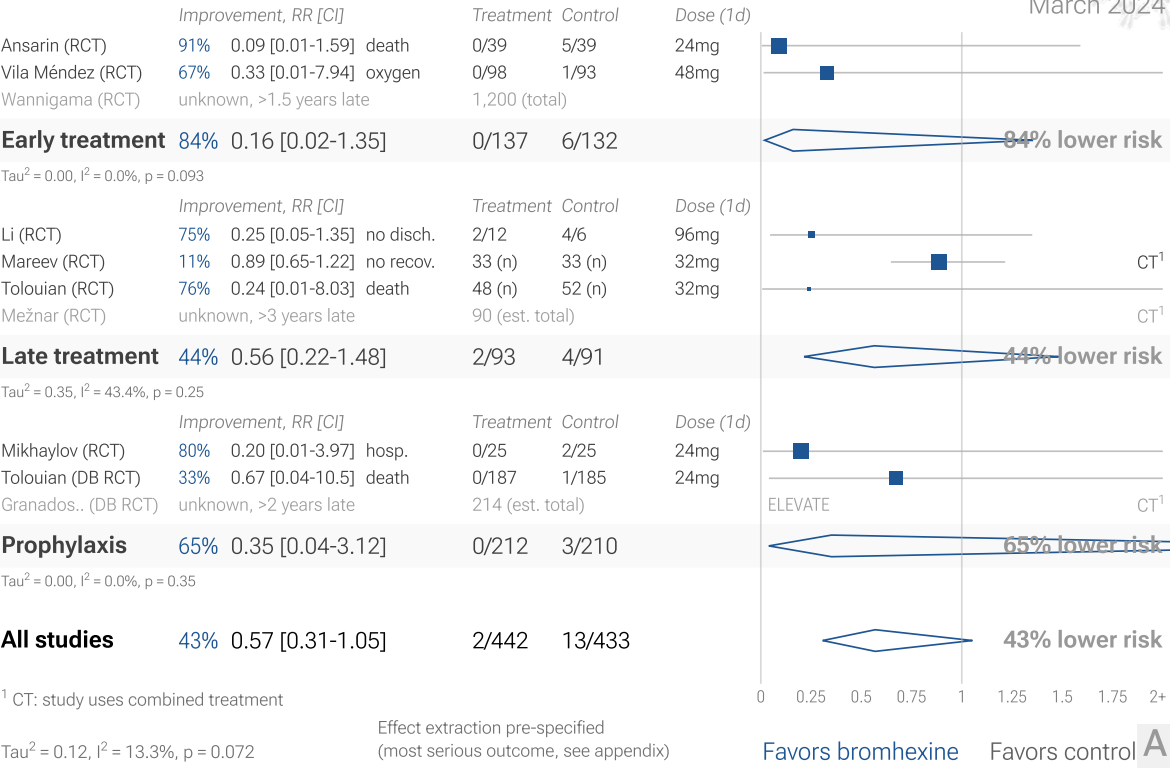 March 2024
Improvement, RR [CI] Treatment Control Dose (1d)
Ansarin (RCT) 91% 0.09 [0.01-1.59] death 0/39 5/39 24mg
Vila Méndez (RCT) 67% 0.33 [0.01-7.94] oxygen 0/98 1/93 48mg
Wannigama (RCT) unknown, >1.5 years late 1,200 (total)
Early treatment 84% 0.16 [0.02-1.35] 0/137 6/132 84% lower risk
Tau² = 0.00, I² = 0.0%, p = 0.093
Improvement, RR [CI] Treatment Control Dose (1d)
Li (RCT) 75% 0.25 [0.05-1.35] no disch. 2/12 4/6 96mg
Mareev (RCT) 11% 0.89 [0.65-1.22] no recov. 33 (n) 33 (n) 32mg CT¹
Tolouian (RCT) 76% 0.24 [0.01-8.03] death 48 (n) 52 (n) 32mg
Mežnar (RCT) unknown, >3 years late 90 (est. total) CT¹
Late treatment 44% 0.56 [0.22-1.48] 2/93 4/91 44% lower risk
Tau² = 0.35, I² = 43.4%, p = 0.25
Improvement, RR [CI] Treatment Control Dose (1d)
Mikhaylov (RCT) 80% 0.20 [0.01-3.97] hosp. 0/25 2/25 24mg
Tolouian (DB RCT) 33% 0.67 [0.04-10.5] death 0/187 1/185 24mg
Granados.. (DB RCT) unknown, >2 years late 214 (est. total) ELEVATE CT¹
Prophylaxis 65% 0.35 [0.04-3.12] 0/212 3/210 65% lower risk
Tau² = 0.00, I² = 0.0%, p = 0.35
All studies 43% 0.57 [0.31-1.05] 2/442 13/433 43% lower risk
¹ CT: study uses combined treatment 0 0.25 0.5 0.75 1 1.25 1.5 1.75 2+
Effect extraction pre-specified
Tau² = 0.12, I² = 13.3%, p = 0.072 (most serious outcome, see appendix) Favors bromhexine Favors control A